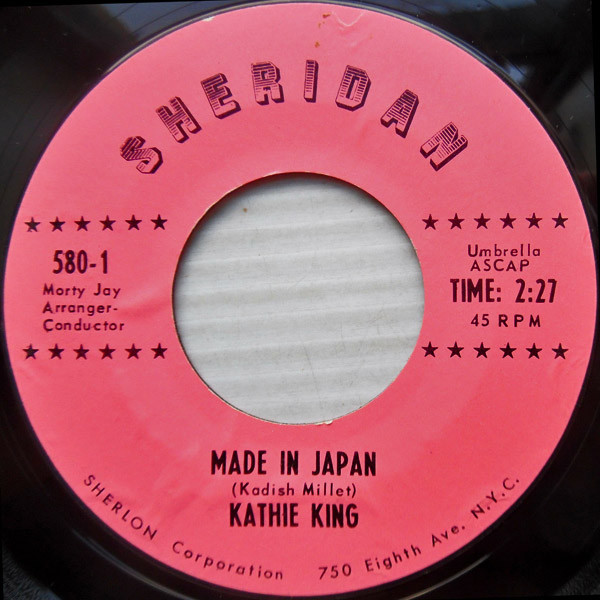 SHERIDAN
580-1
Morty Jay
Arranger-
Conductor
Umbrella
ASCAP
TIME: 2:27
45 RPM
MADE IN JAPAN
(Kadish Millet)
KATHIE KING
SHERLON Corporation 750 Eighth Ave. N.Y.C.